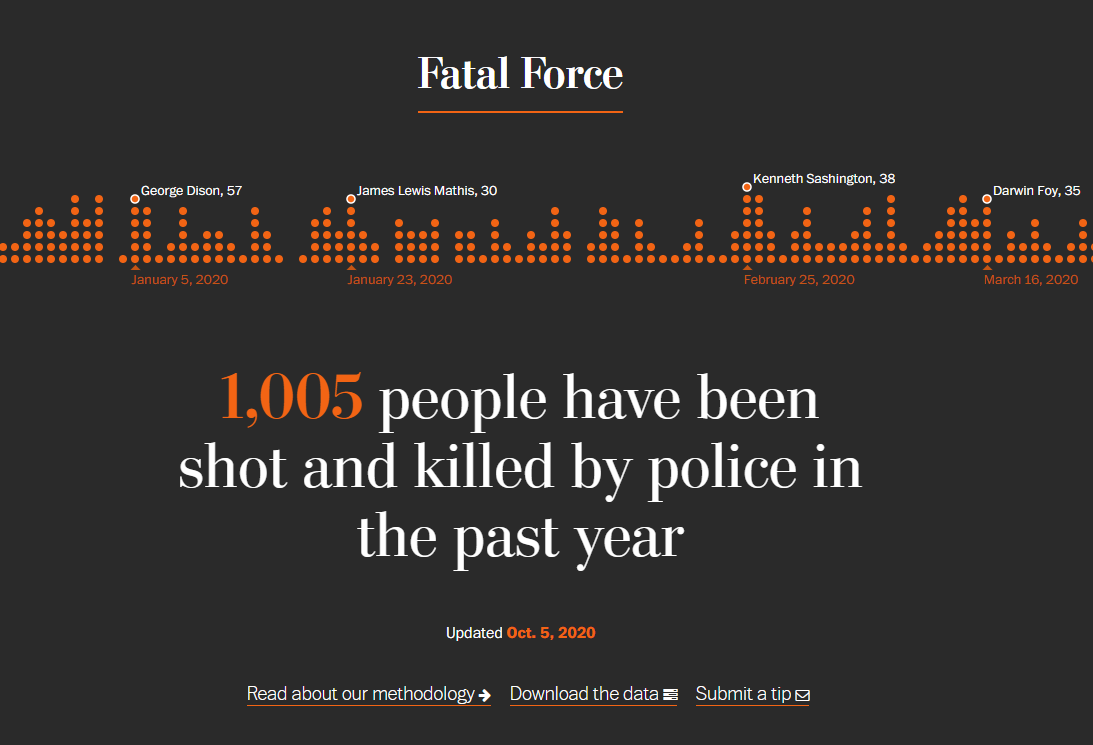 Fatal Force
George Dison, 57
James Lewis Mathis, 30
Kenneth Sashington, 38
Darwin Foy, 35
January 5, 2020
January 23, 2020
February 25, 2020
March 16, 2020
1,005 people have been
shot and killed by police in
the past year
Updated Oct. 5, 2020
Read about our methodology
Download the data
Submit a tip